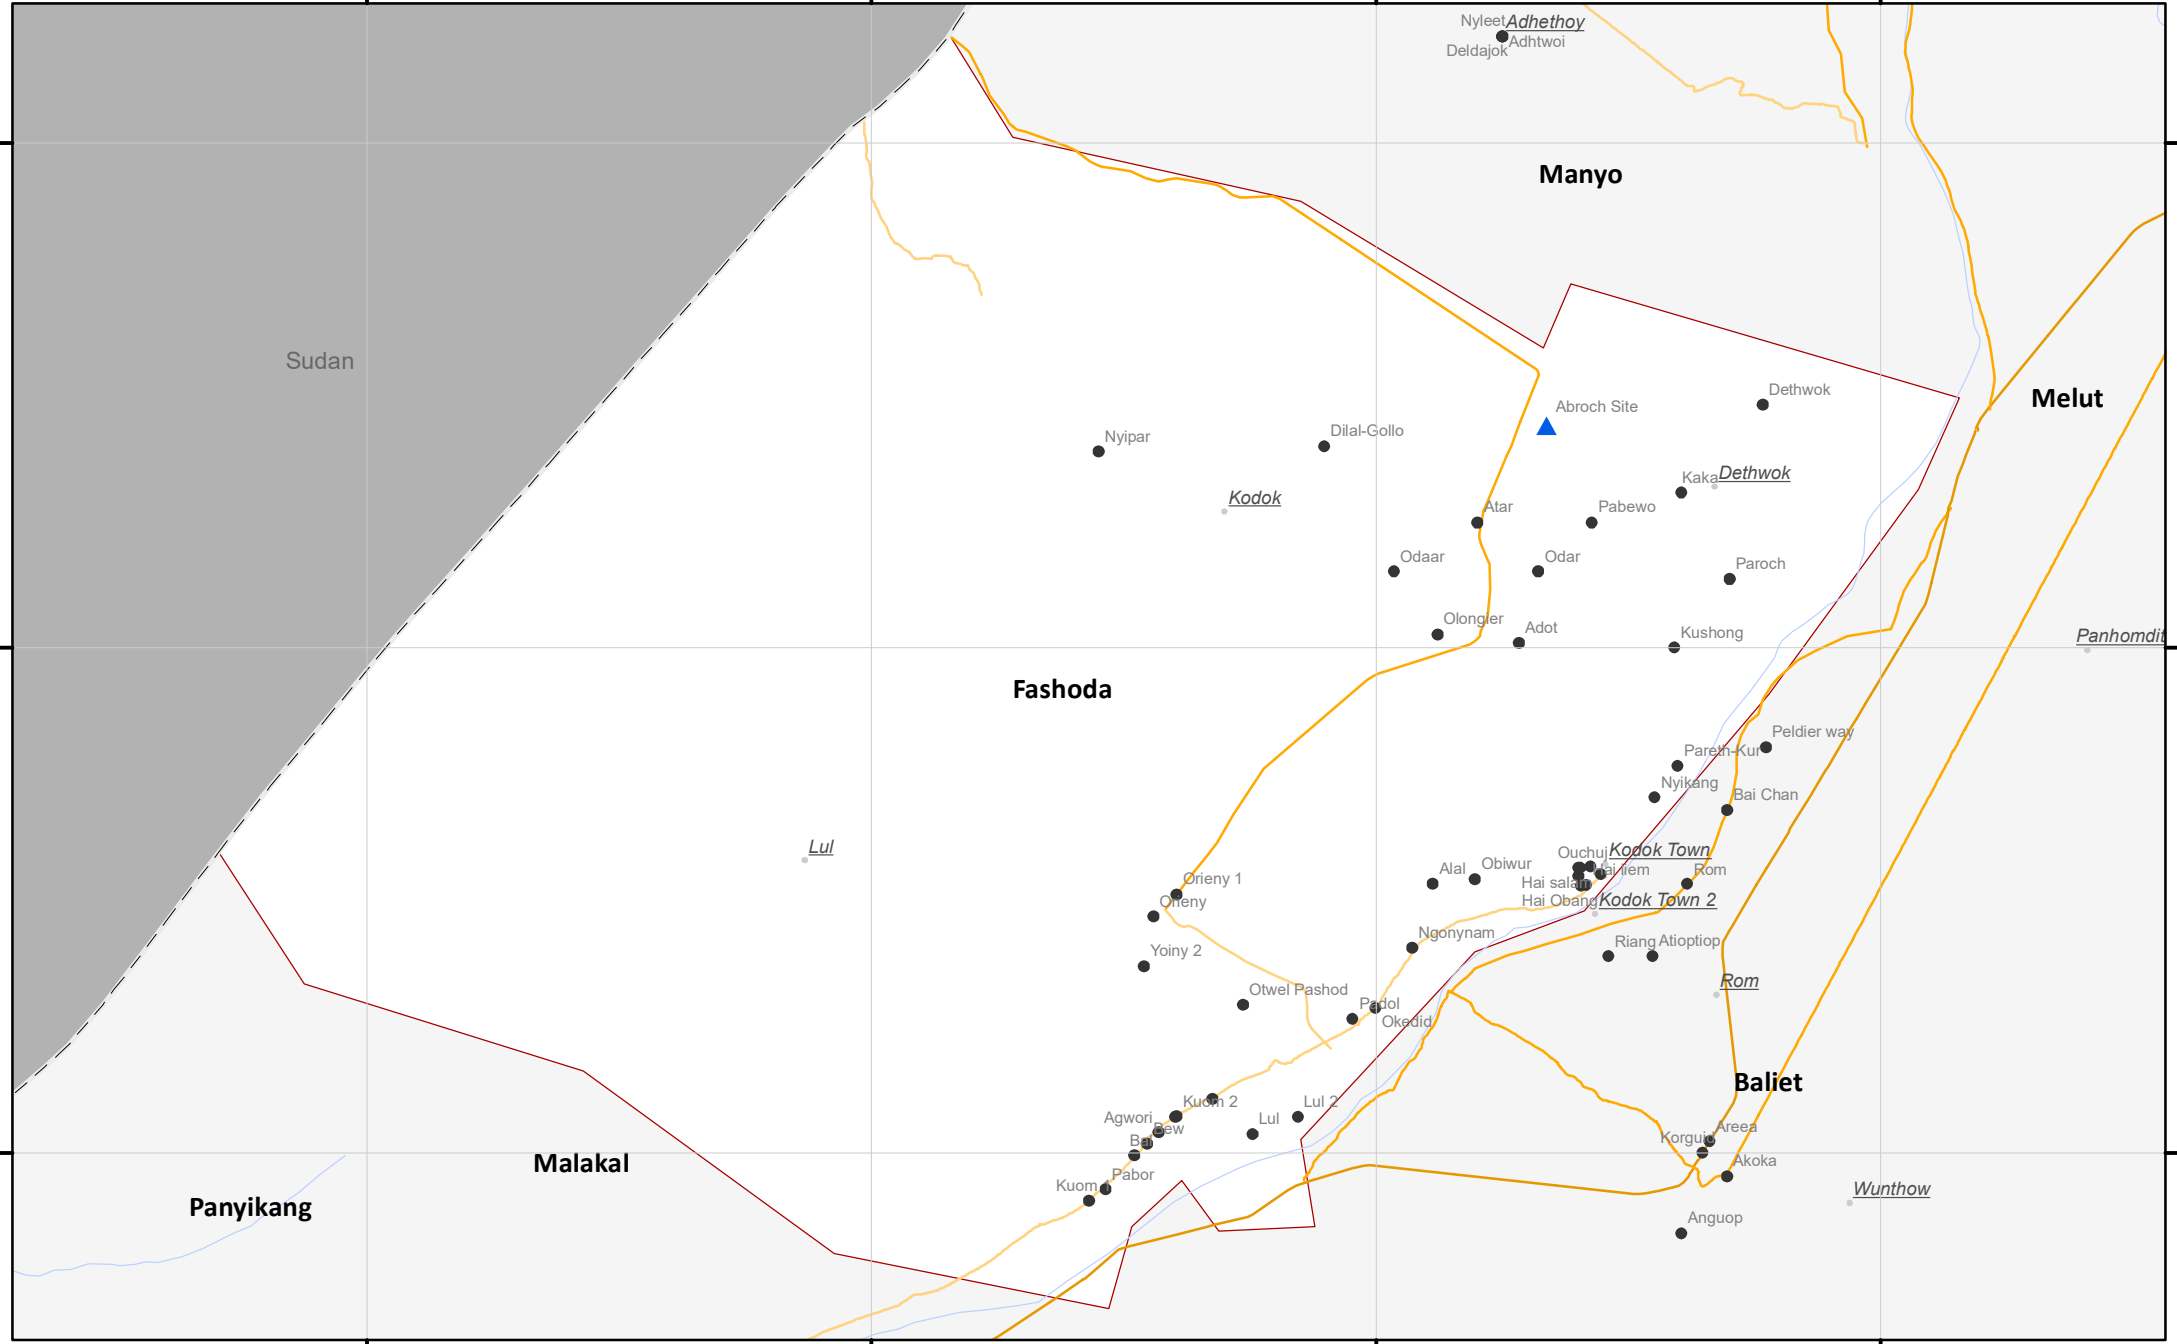 Nyleet
Adhethoy
Adhtwoi
Deldajok
Manyo
Sudan
Dethwok
Melut
Abroch Site
Dilal-Gollo
Nyipar
Kaka
Dethwok
Kodok
Atar
Pabewo
Odaar
Odar
Paroch
Olongier
Adot
Kushong
Panhomdit
Fashoda
Peldier way
Pareth-Kur
Nyikang
Bai Chan
Lul
Ouchuj
Kodok Town
Alal
Obiwur
Rom
Orieny 1
Hai salam
Hai Obang
Kodok Town 2
Orieny
Ngonynam
Riang
Atioptiop
Yoiny 2
Rom
Otwel Pashod
Padol
Okedid
Baliet
Kuom 2
Lul 2
Agwori
Lul
Bew
Areea
Malakal
Akoka
Pabor
Kuom
Wunthow
Panyikang
Anguop